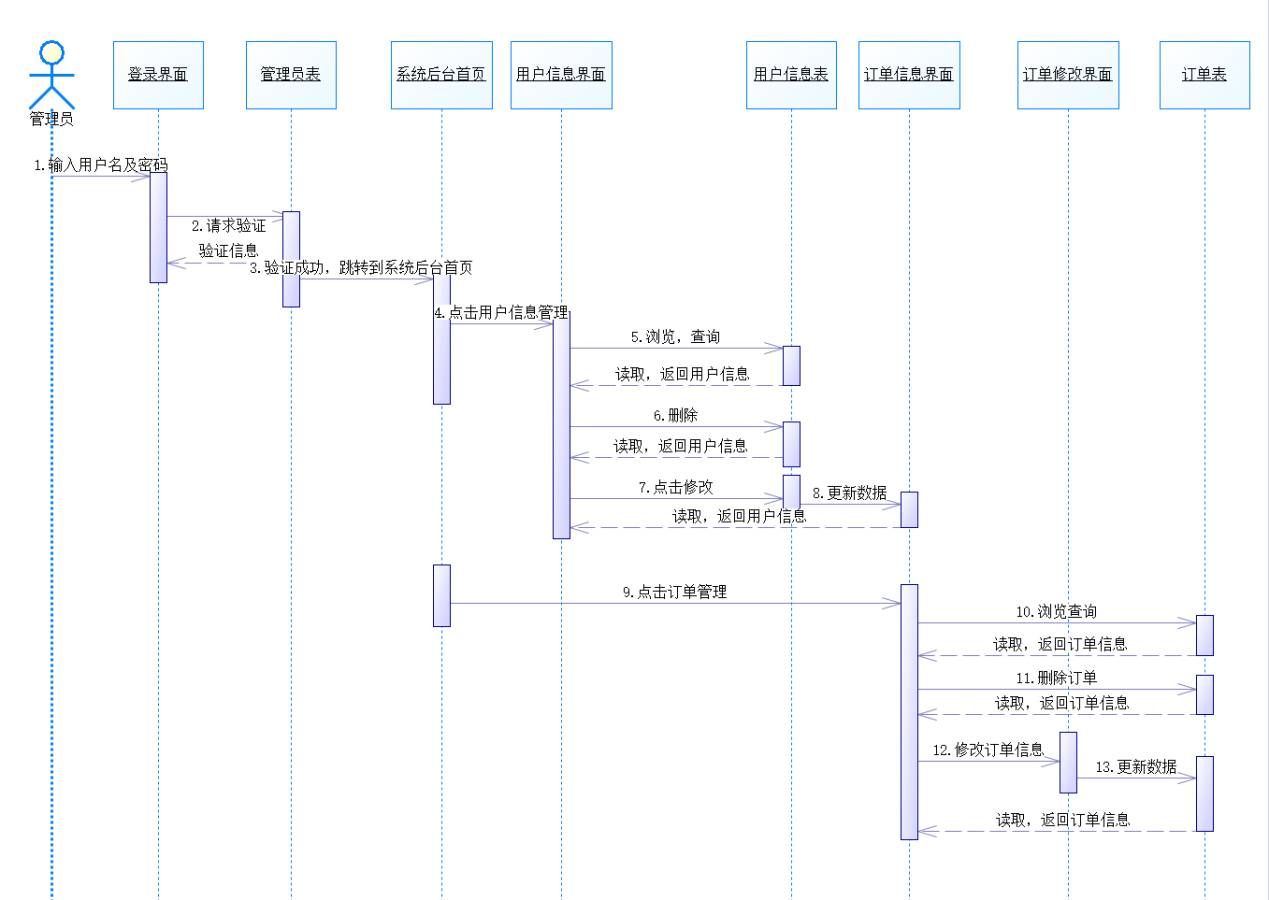 登录界面
管理员表
系统后台首页
用户信息界面
用户信息表
订单信息界面
订单修改界面
订单表
管理员
1.输入用户名及密码
2.请求验证
验证信息
3.验证成功，跳转到系统后台首页
4.点击用户信息管理
5.浏览，查询
读取，返回用户信息
6.删除
读取，返回用户信息
7.点击修改
8.更新数据
读取，返回用户信息
9.点击订单管理
10.浏览查询
读取，返回订单信息
11.删除订单
读取，返回订单信息
12.修改订单信息
13.更新数据
读取，返回订单信息